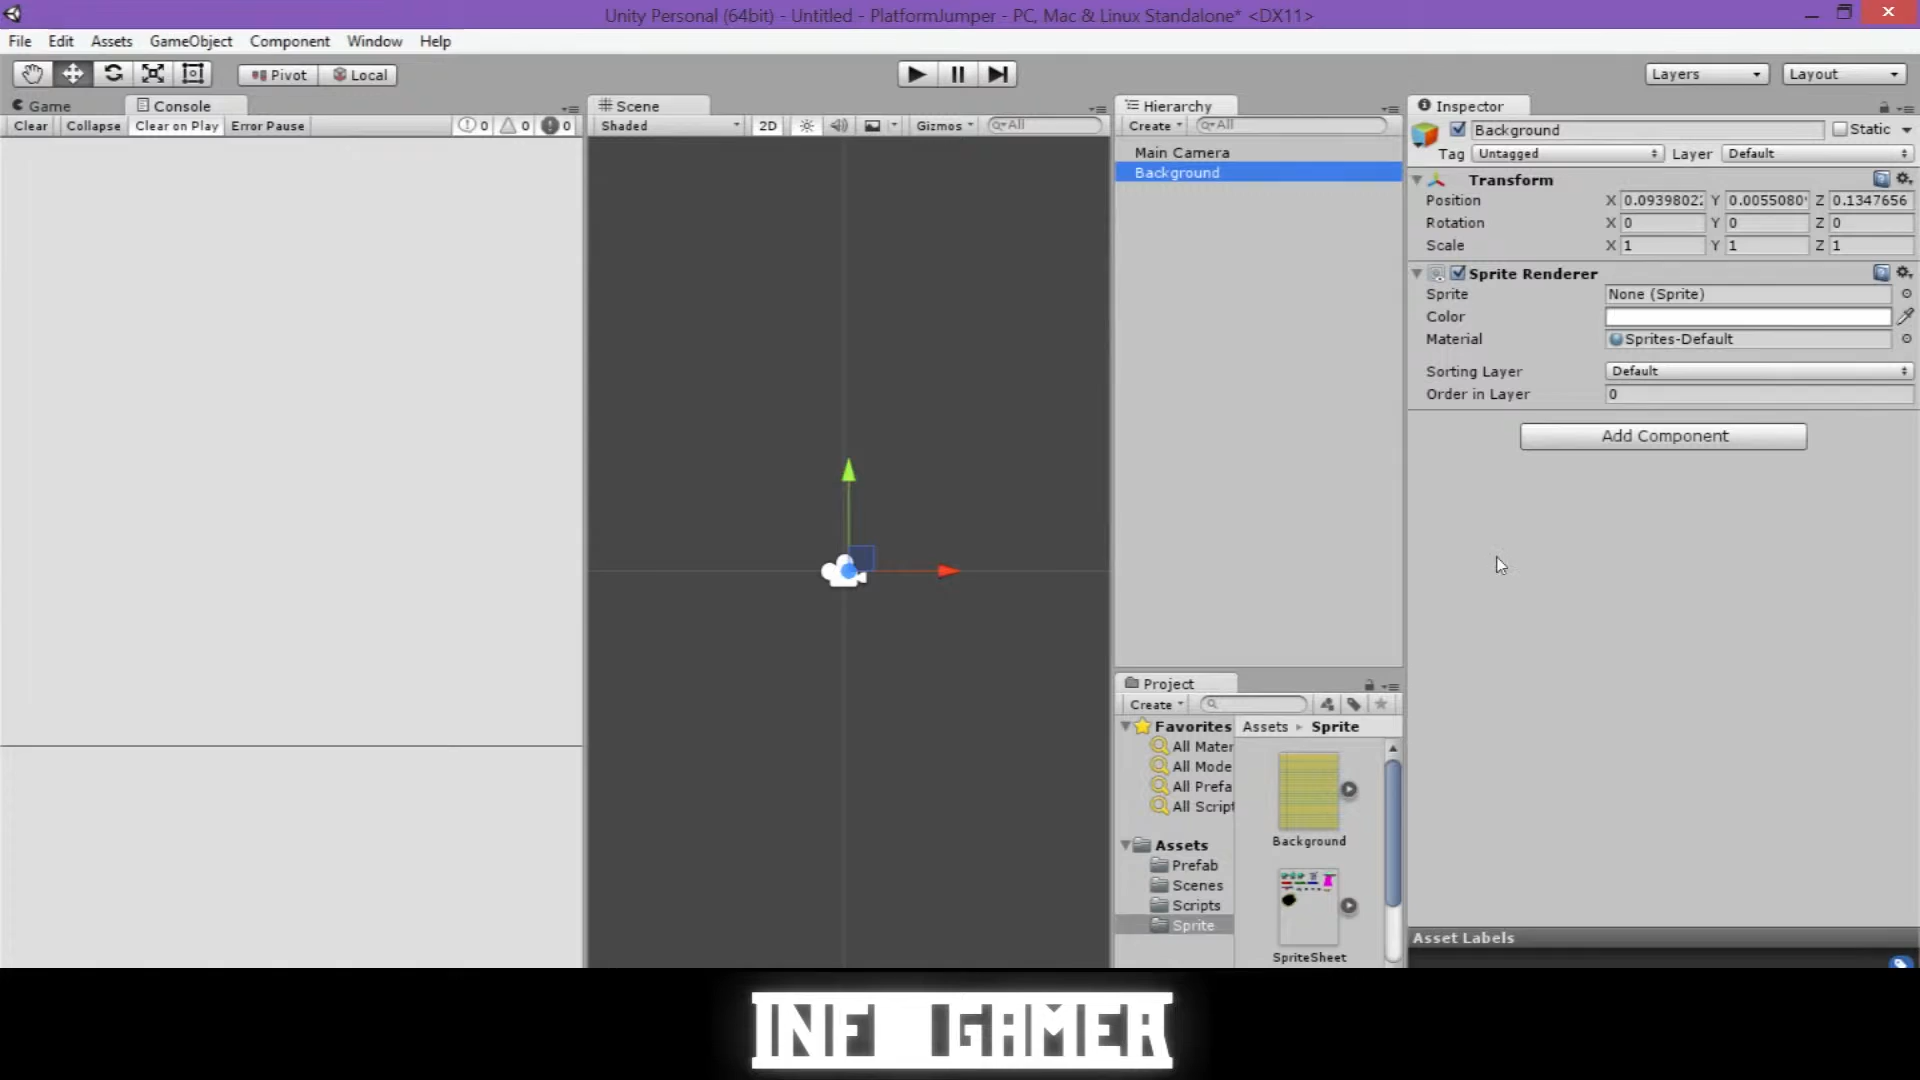 Unity Personal (64bit) - Untitled - PlatformJumper - PC, Mac & Linux Standalone* <DX11>
File Edit Assets GameObject Component Window Help
Pivot Local Layers Layout
Game Console Scene Hierarchy Inspector
Clear Collapse Clear on Play Error Pause 0 0 0 Shaded 2D Gizmos All Create All
Background Static
Tag Untagged Layer Default
Main Camera
Background
Transform
Position X 0.0939802 Y 0.0055080 Z 0.1347656
Rotation X 0 Y 0 Z 0
Scale X 1 Y 1 Z 1
Sprite Renderer
Sprite None (Sprite)
Color
Material Sprites-Default
Sorting Layer Default
Order in Layer 0
Add Component
Project
Create
Favorites
All Mater
All Mode
All Prefa
All Script
Assets
Prefab
Scenes
Scripts
Sprite
Assets Sprite
Background
SpriteSheet
Asset Labels
INF GAMER